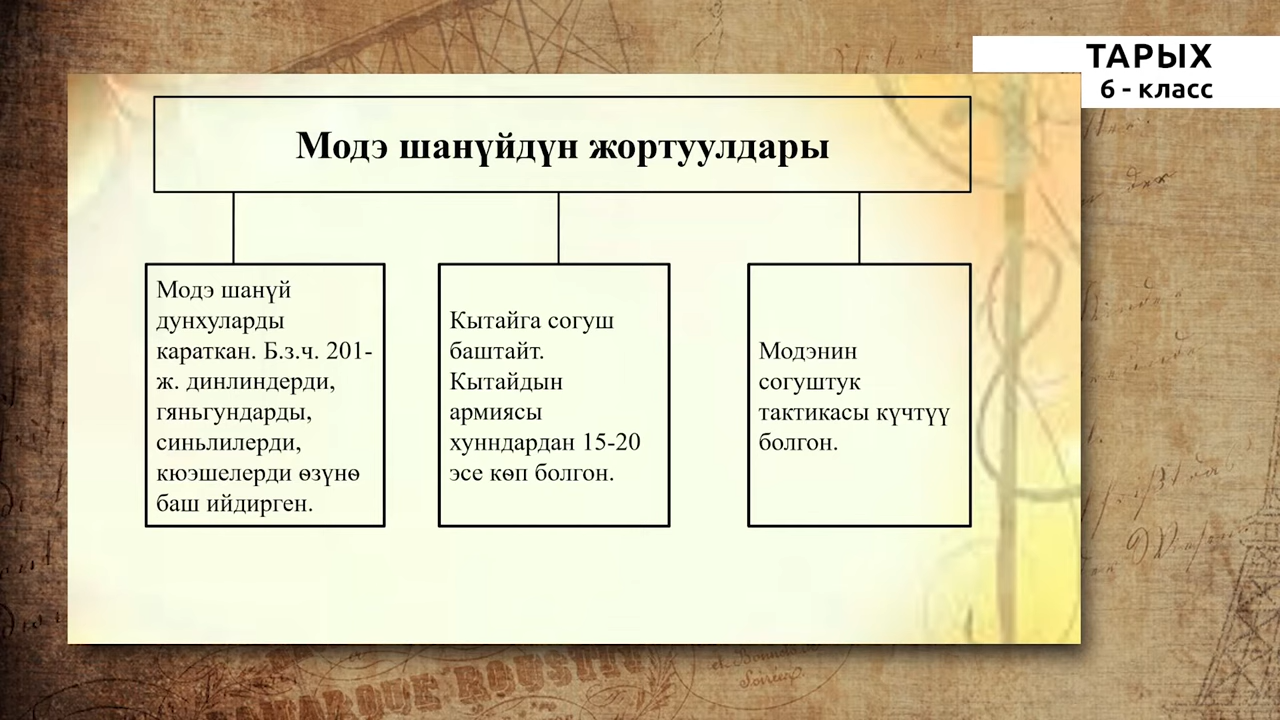 ТАРЫХ
6 - класс
Модэ шанүйдүн жортуулдары
Модэ шанүй
дунхуларды
караткан. Б.з.ч. 201-
ж. динлиндерди,
гяньгундарды,
синьлилерди,
кюэшелерди өзүнө
баш ийдирген.
Кытайга согуш
баштайт.
Кытайдын
армиясы
хунндардан 15-20
эсе көп болгон.
Модэнин
согуштук
тактикасы күчтүү
болгон.